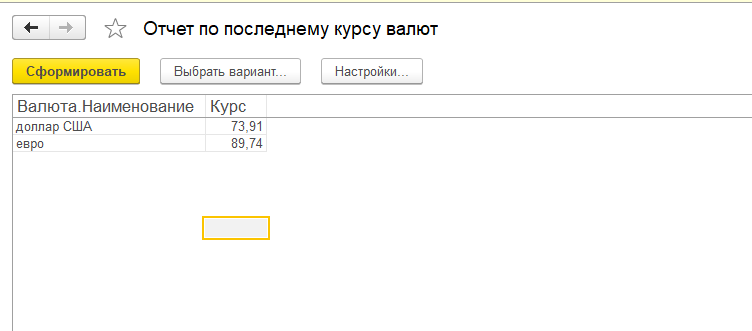 Отчет по последнему курсу валют
Сформировать Выбрать вариант... Настройки...
Валюта.Наименование Курс
доллар США 73,91
евро 89,74